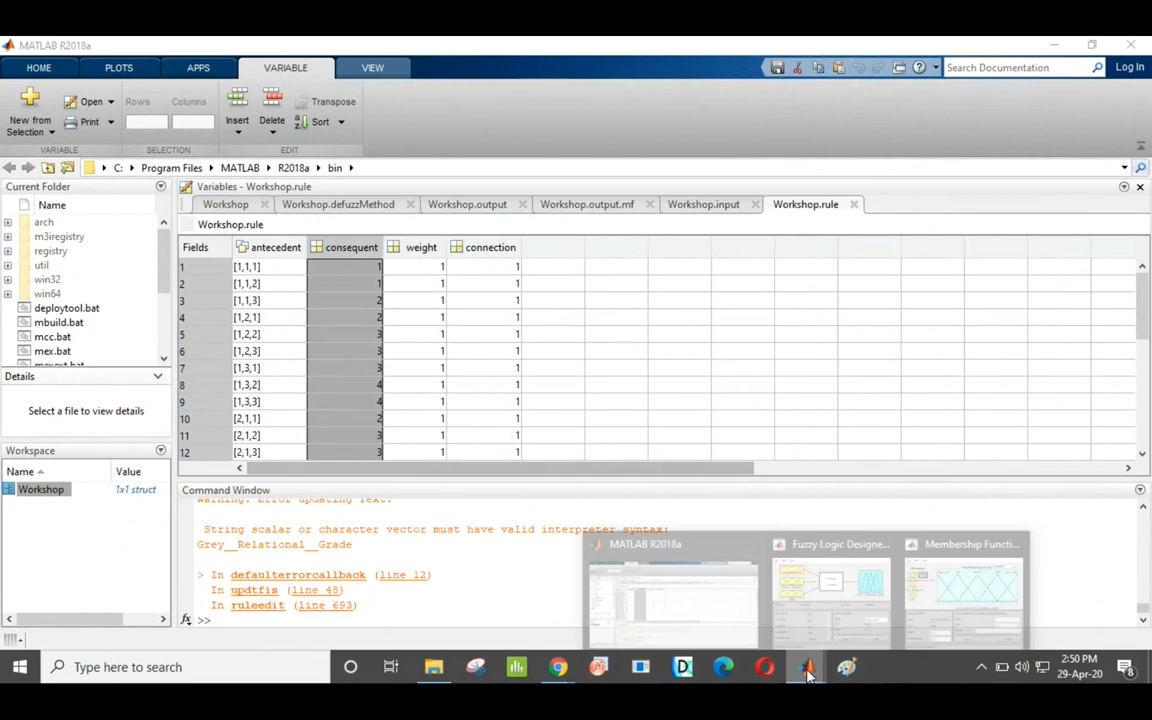 MATLAB R2018a
HOME PLOTS APPS VARIABLE VIEW Search Documentation Log In
New from Selection Open Print Rows Columns Insert Delete Transpose Sort
VARIABLE SELECTION EDIT
C: Program Files MATLAB R2018a bin
Current Folder
Name
arch
m3iregistry
registry
util
win32
win64
deploytool.bat
mbuild.bat
mcc.bat
mex.bat
mexext.bat
Details
Select a file to view details
Workspace
Name Value
Workshop 1x1 struct
Variables - Workshop.rule
Workshop Workshop.defuzzMethod Workshop.output Workshop.output.mf Workshop.input Workshop.rule
Workshop.rule
Fields antecedent consequent weight connection
1 [1,1,1] 1 1 1
2 [1,1,2] 1 1 1
3 [1,1,3] 2 1 1
4 [1,2,1] 2 1 1
5 [1,2,2] 3 1 1
6 [1,2,3] 3 1 1
7 [1,3,1] 3 1 1
8 [1,3,2] 4 1 1
9 [1,3,3] 4 1 1
10 [2,1,1] 2 1 1
11 [2,1,2] 3 1 1
12 [2,1,3] 3 1 1
Command Window
Warning: Error updating Text.
String scalar or character vector must have valid interpreter syntax:
Grey__Relational__Grade
> In defaulterrorcallback (line 12)
In updtfis (line 48)
In ruleedit (line 693)
fx >>
MATLAB R2018a Fuzzy Logic Designe... Membership Functi...
Type here to search
2:50 PM
29-Apr-20
8